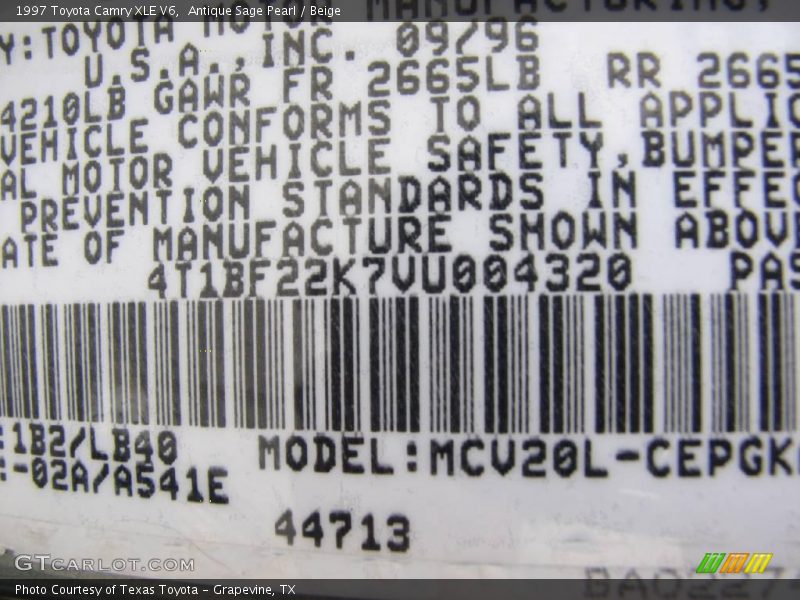 1997 Toyota Camry XLE V6,  Antique Sage Pearl / Beige
Y:TOYOTA MOTOR MANUFACTURING,
U.S.A.,INC. 09/96
4210LB GAWR FR 2665LB RR 2665
VEHICLE CONFORMS TO ALL APPLIC
AL MOTOR VEHICLE SAFETY,BUMPER
PREVENTION STANDARDS IN EFFEC
ATE OF MANUFACTURE SHOWN ABOVE
4T1BF22K7VU004320 PAS
:1B2/LB40 MODEL:MCV20L-CEPGK
:-02A/A541E
44713
GTCARLOT.COM
Photo Courtesy of Texas Toyota - Grapevine, TX